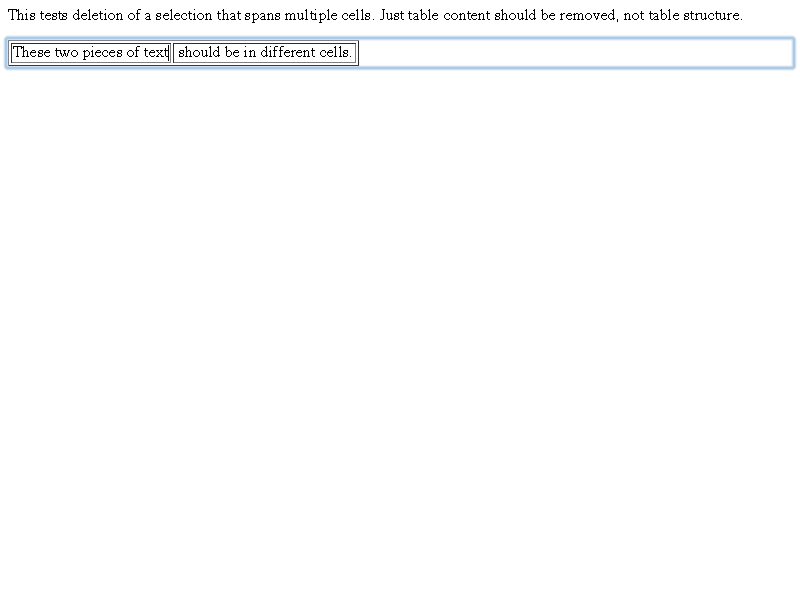 This tests deletion of a selection that spans multiple cells. Just table content should be removed, not table structure.
These two pieces of text should be in different cells.